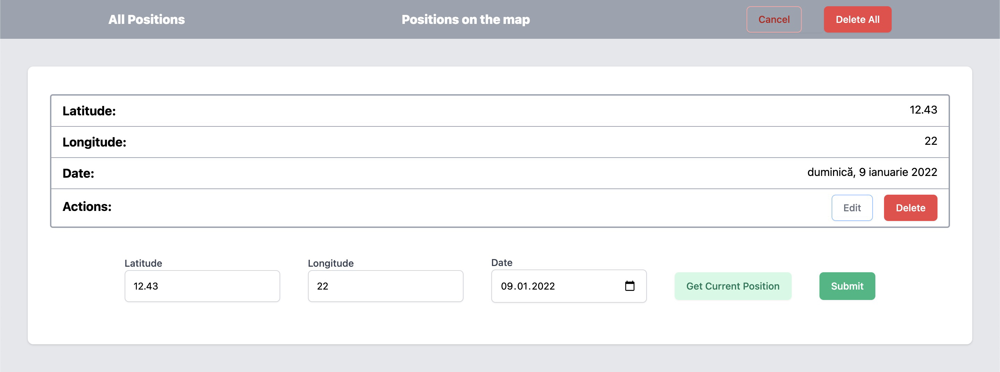 All Positions
Positions on the map
Cancel
Delete All
Latitude: 12.43
Longitude: 22
Date: duminică, 9 ianuarie 2022
Actions: Edit Delete
Latitude
Longitude
Date
12.43
22
09.01.2022
Get Current Position
Submit